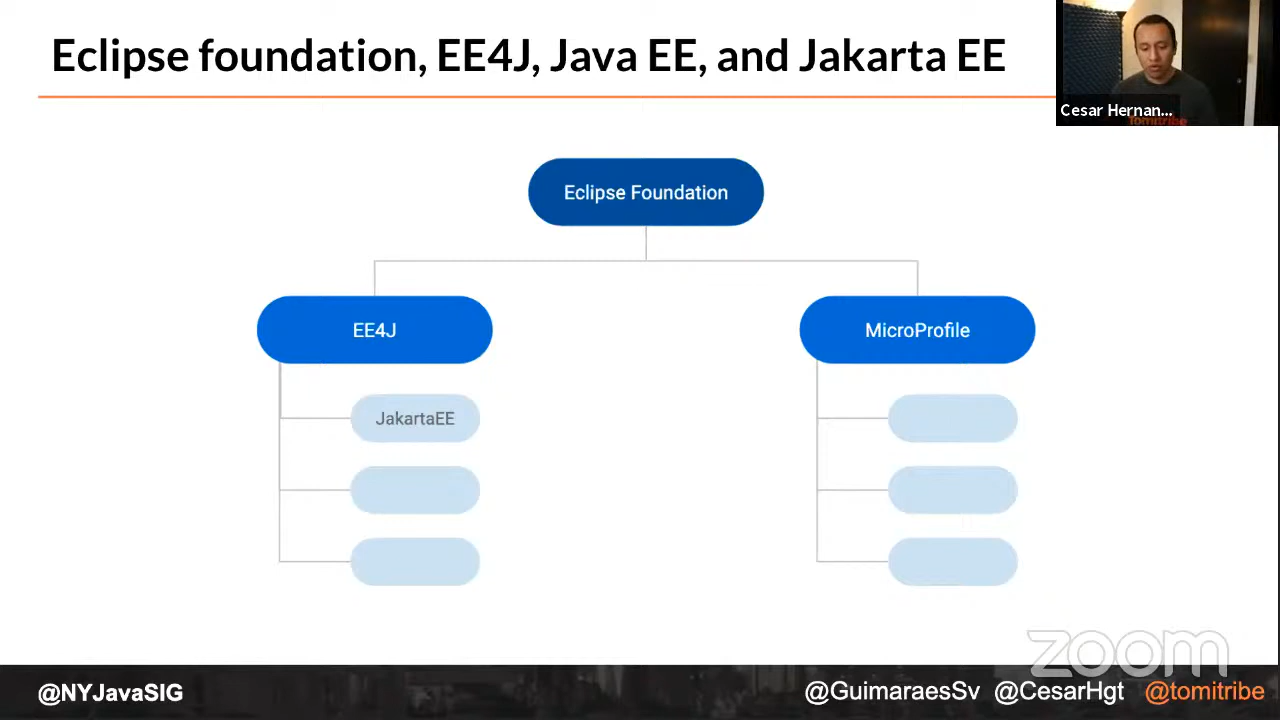 Eclipse foundation, EE4J, Java EE, and Jakarta EE
Cesar Hernan...
Tomitribe
Eclipse Foundation
EE4J
MicroProfile
JakartaEE
zoom
@NYJavaSIG
@GuimaraesSv @CesarHgt @tomitribe